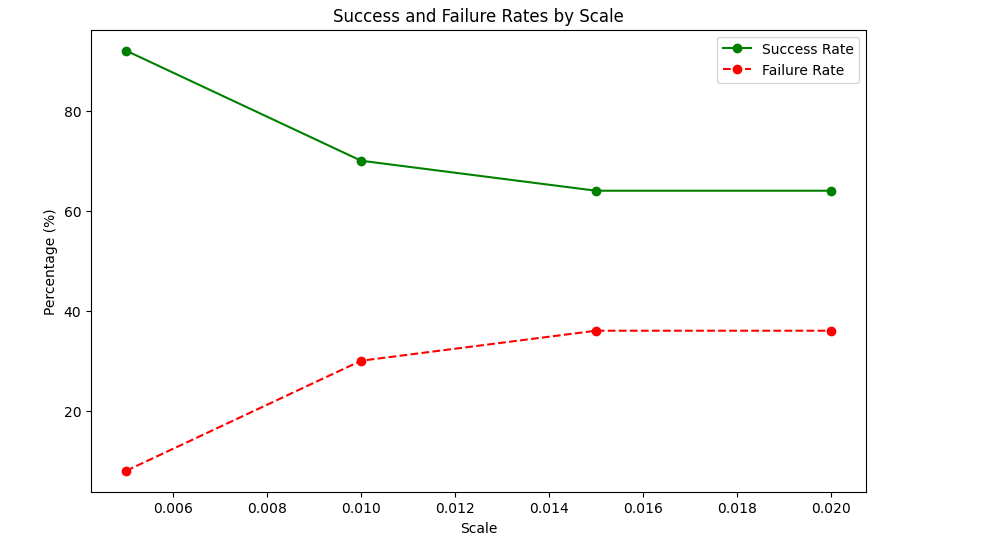 Success and Failure Rates by Scale
Success Rate
Failure Rate
Percentage (%)
80
60
40
20
0.006 0.008 0.010 0.012 0.014 0.016 0.018 0.020
Scale